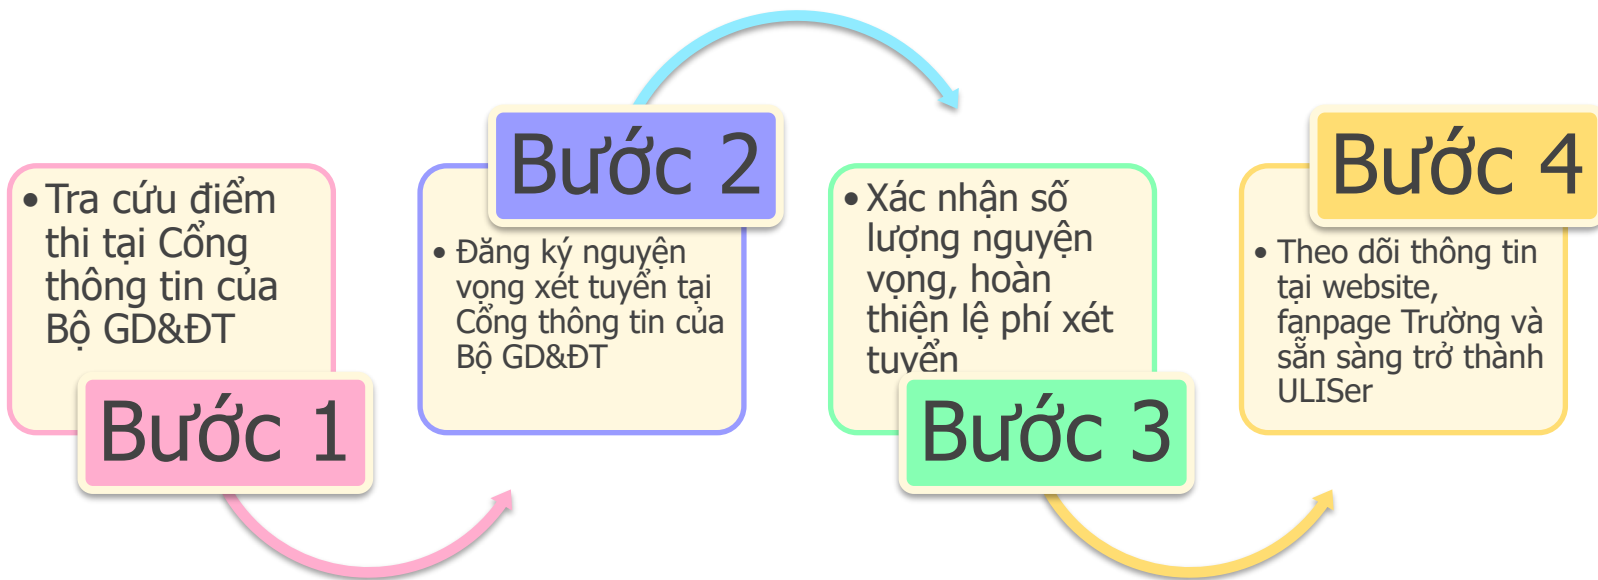 • Tra cứu điểm
thi tại Cổng
thông tin của
Bộ GD&ĐT
Bước 1
Bước 2
• Đăng ký nguyện
vọng xét tuyển tại
Cổng thông tin của
Bộ GD&ĐT
• Xác nhận số
lượng nguyện
vọng, hoàn
thiện lệ phí xét
tuyển
Bước 3
Bước 4
• Theo dõi thông tin
tại website,
fanpage Trường và
sẵn sàng trở thành
ULISer